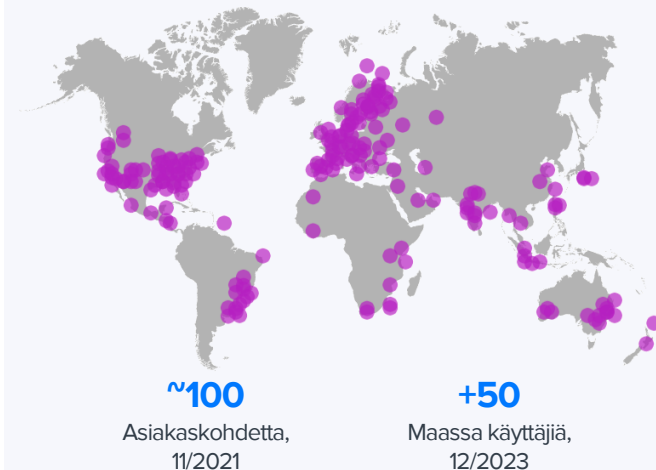 ~100
Asiakaskohdetta,
11/2021
+50
Maassa käyttäjiä,
12/2023